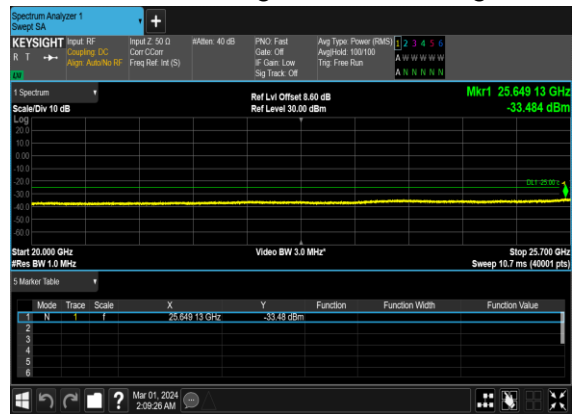 Spectrum Analyzer 1
Swept SA
+
KEYSIGHT Input: RF Input Z: 50 Ω #Atten: 40 dB PNO: Fast Avg Type: Power (RMS) 1 2 3 4 5 6
R T Coupling: DC Corr CCorr Gate: Off Avg|Hold: 100/100 A W W W W W
Align: Auto/No RF Freq Ref: Int (S) IF Gain: Low Trig: Free Run
LW Sig Track: Off A N N N N N
1 Spectrum Ref Lvl Offset 8.60 dB Mkr1 25.649 13 GHz
Scale/Div 10 dB Ref Level 30.00 dBm -33.484 dBm
Log
20.0
10.0
0.00
-10.0
-20.0
DL1 -25.00
-30.0
-40.0
-50.0
-60.0
Start 20.000 GHz Video BW 3.0 MHz* Stop 25.700 GHz
#Res BW 1.0 MHz Sweep 10.7 ms (40001 pts)
5 Marker Table
Mode Trace Scale X Y Function Function Width Function Value
1 N 1 f 25.649 13 GHz -33.48 dBm
2
3
4
5
6
? Mar 01, 2024
2:09:26 AM